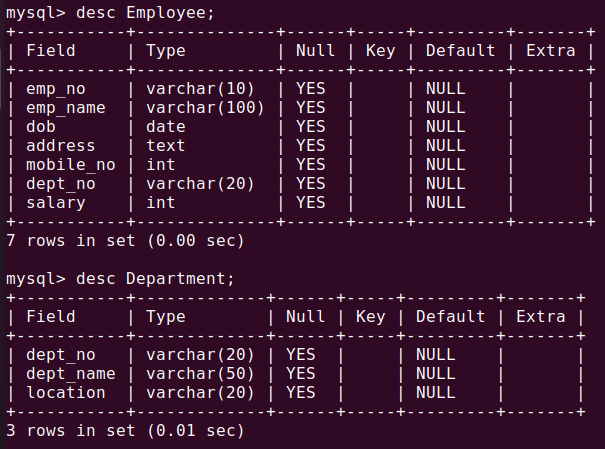 mysql> desc Employee;
+-----------+--------------+------+-----+---------+-------+
| Field     | Type         | Null | Key | Default | Extra |
+-----------+--------------+------+-----+---------+-------+
| emp_no    | varchar(10)  | YES  |     | NULL    |       |
| emp_name  | varchar(100) | YES  |     | NULL    |       |
| dob       | date         | YES  |     | NULL    |       |
| address   | text         | YES  |     | NULL    |       |
| mobile_no | int          | YES  |     | NULL    |       |
| dept_no   | varchar(20)  | YES  |     | NULL    |       |
| salary    | int          | YES  |     | NULL    |       |
+-----------+--------------+------+-----+---------+-------+
7 rows in set (0.00 sec)

mysql> desc Department;
+-----------+-------------+------+-----+---------+-------+
| Field     | Type        | Null | Key | Default | Extra |
+-----------+-------------+------+-----+---------+-------+
| dept_no   | varchar(20) | YES  |     | NULL    |       |
| dept_name | varchar(50) | YES  |     | NULL    |       |
| location  | varchar(20) | YES  |     | NULL    |       |
+-----------+-------------+------+-----+---------+-------+
3 rows in set (0.01 sec)